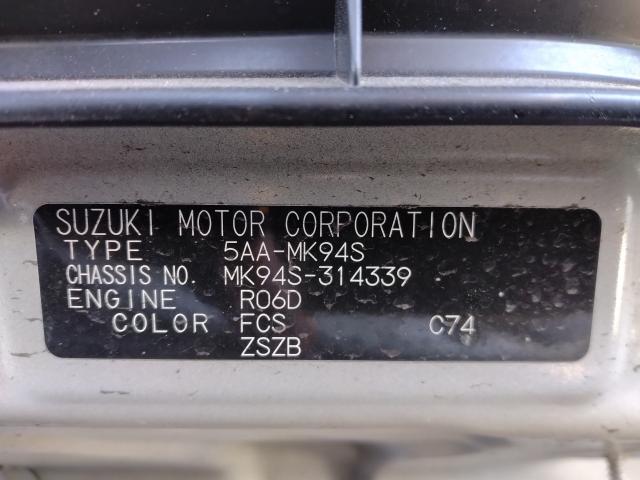 SUZUKI MOTOR CORPORATION
TYPE 5AA-MK94S
CHASSIS NO. MK94S-314339
ENGINE R06D
COLOR FCS C74
ZSZB